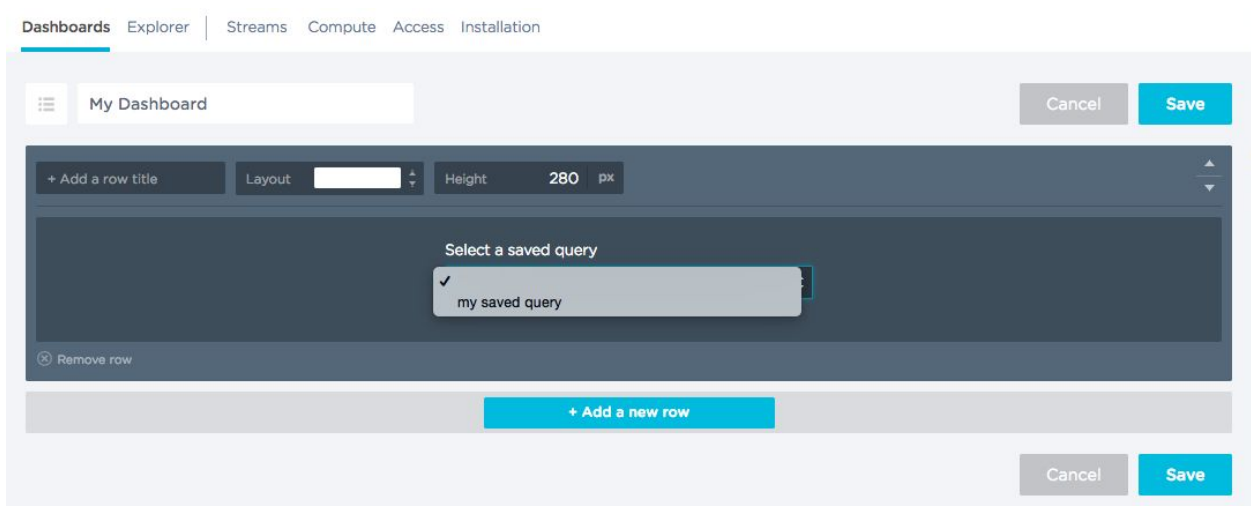 Dashboards Explorer Streams Compute Access Installation
My Dashboard Cancel Save
+ Add a row title Layout Height 280 px
Select a saved query
my saved query
Remove row
+ Add a new row
Cancel Save